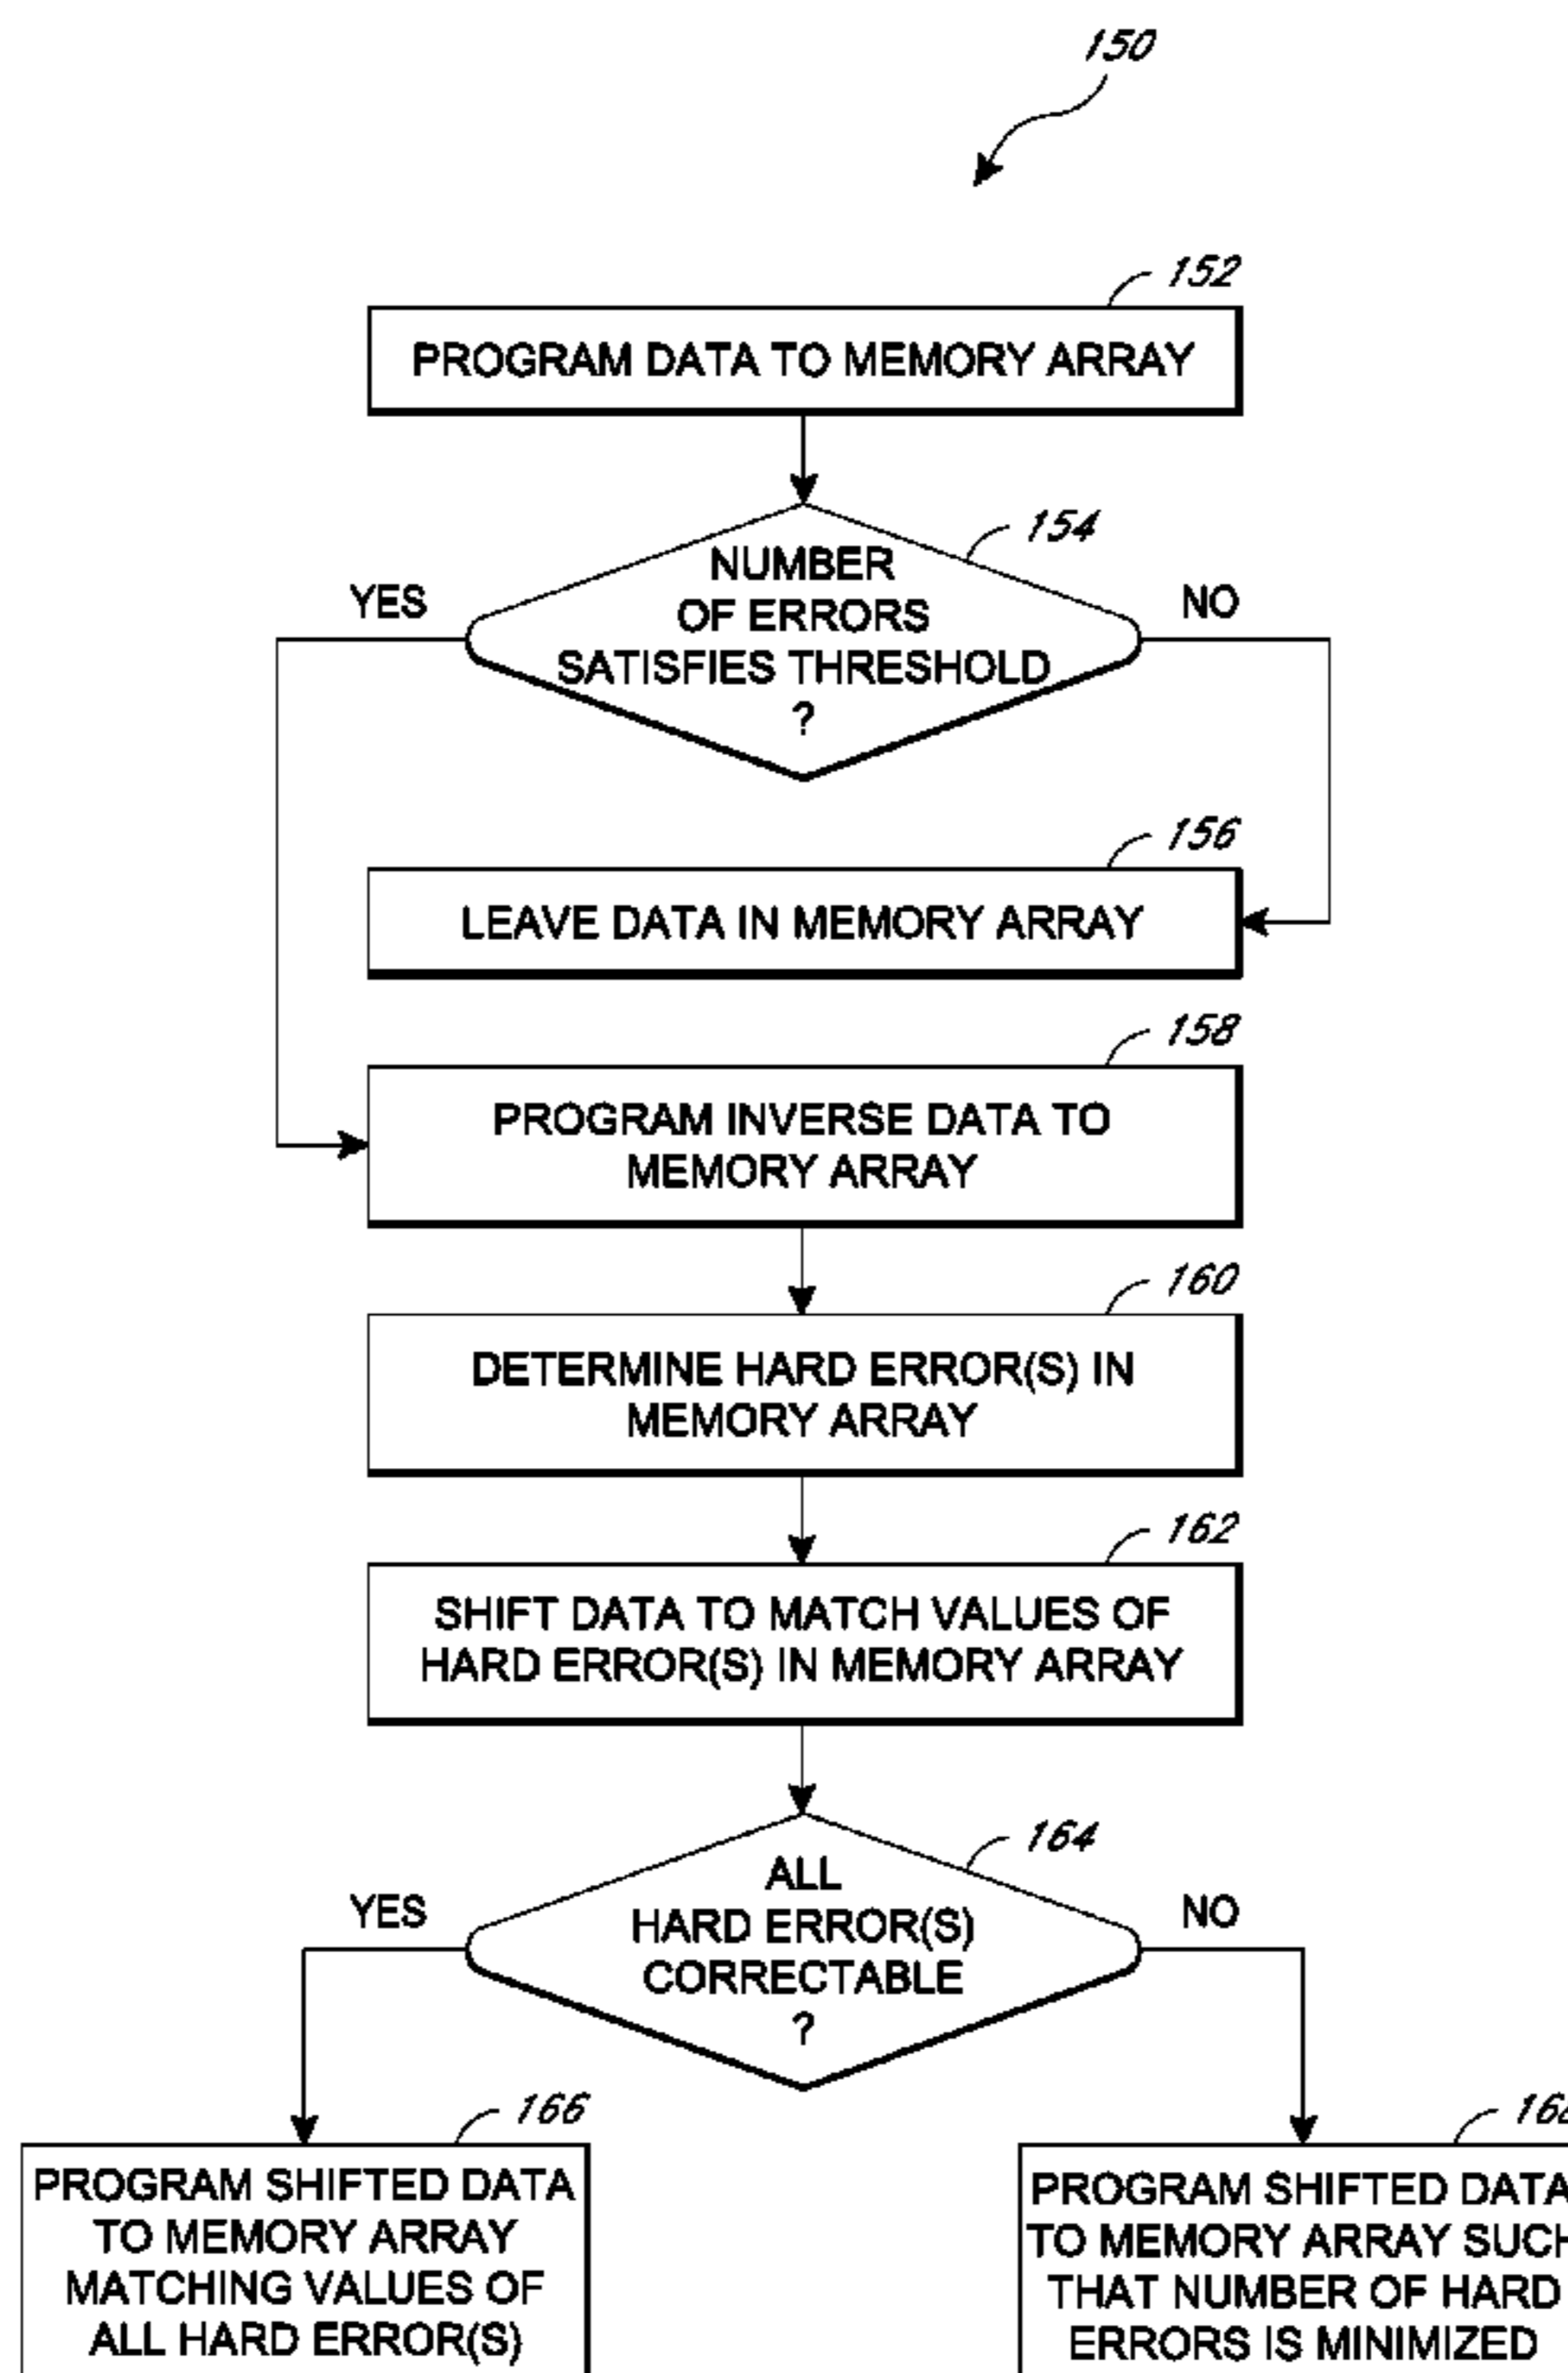 150
152
PROGRAM DATA TO MEMORY ARRAY
154
NUMBER
OF ERRORS
SATISFIES THRESHOLD
?
YES
NO
156
LEAVE DATA IN MEMORY ARRAY
158
PROGRAM INVERSE DATA TO
MEMORY ARRAY
160
DETERMINE HARD ERROR(S) IN
MEMORY ARRAY
162
SHIFT DATA TO MATCH VALUES OF
HARD ERROR(S) IN MEMORY ARRAY
164
ALL
HARD ERROR(S)
CORRECTABLE
?
YES
NO
166
PROGRAM SHIFTED DATA
TO MEMORY ARRAY
MATCHING VALUES OF
ALL HARD ERROR(S)
168
PROGRAM SHIFTED DATA
TO MEMORY ARRAY SUCH
THAT NUMBER OF HARD
ERRORS IS MINIMIZED